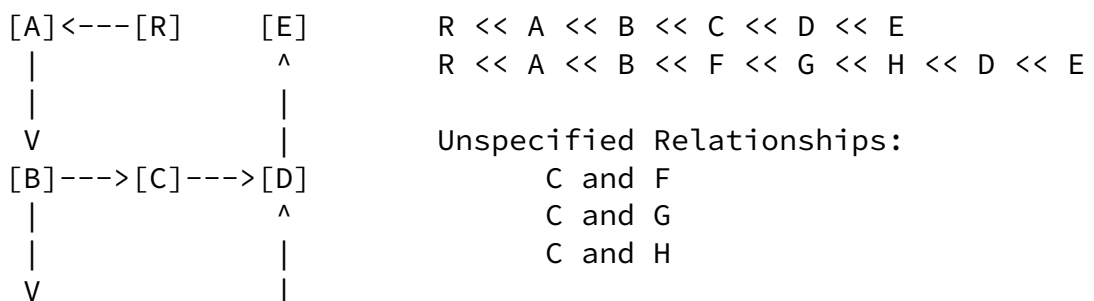 [A]<---[R]     [E]        R << A << B << C << D << E
 |              ^         R << A << B << F << G << H << D << E
 |              |
 V              |         Unspecified Relationships:
[B]--->[C]--->[D]               C and F
 |              ^               C and G
 |              |               C and H
 V              |